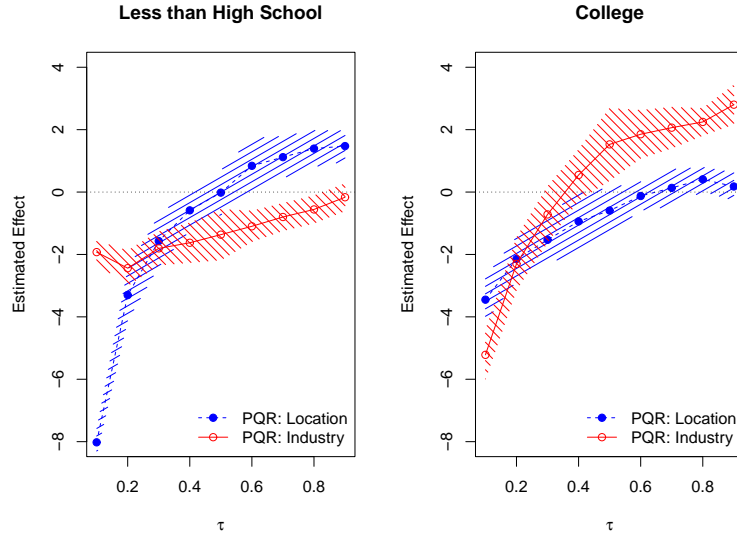 Less than High School
Estimated Effect
4
2
0
−2
−4
−6
−8
0.2 0.4 0.6 0.8
τ
PQR: Location
PQR: Industry
College
Estimated Effect
4
2
0
−2
−4
−6
−8
0.2 0.4 0.6 0.8
τ
PQR: Location
PQR: Industry